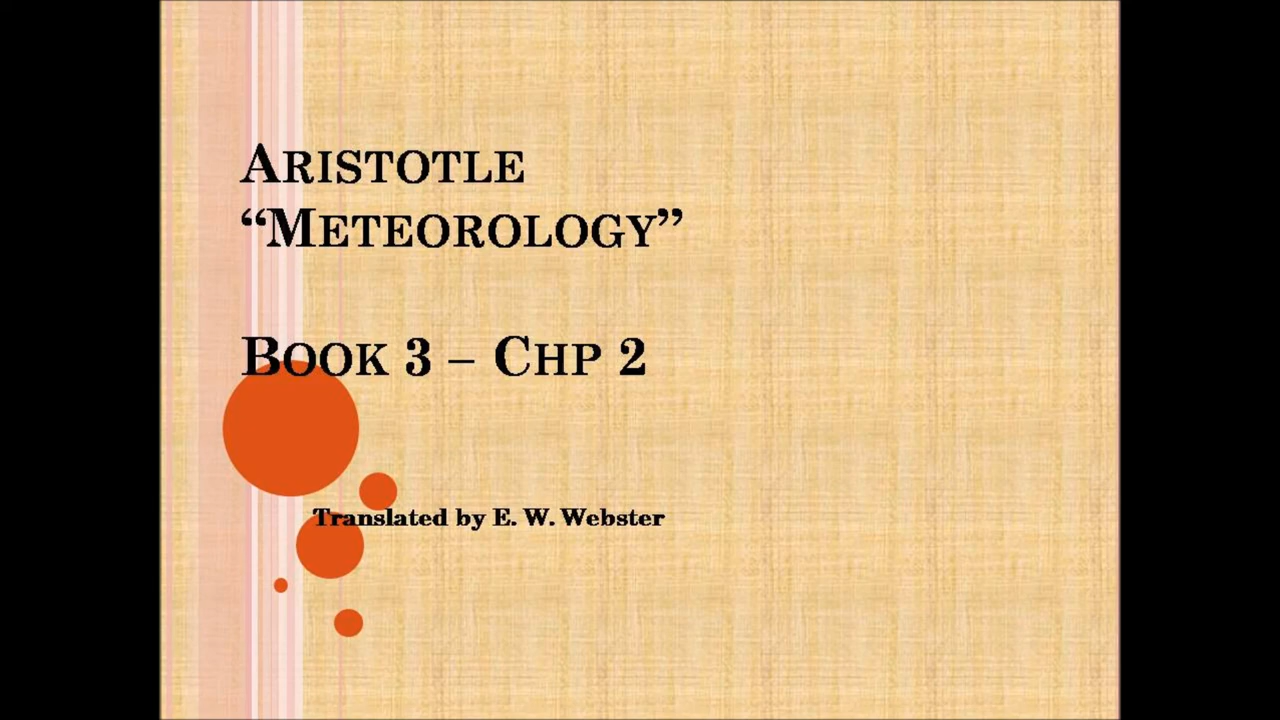 ARISTOTLE
“METEOROLOGY”
BOOK 3 – CHP 2
Translated by E. W. Webster